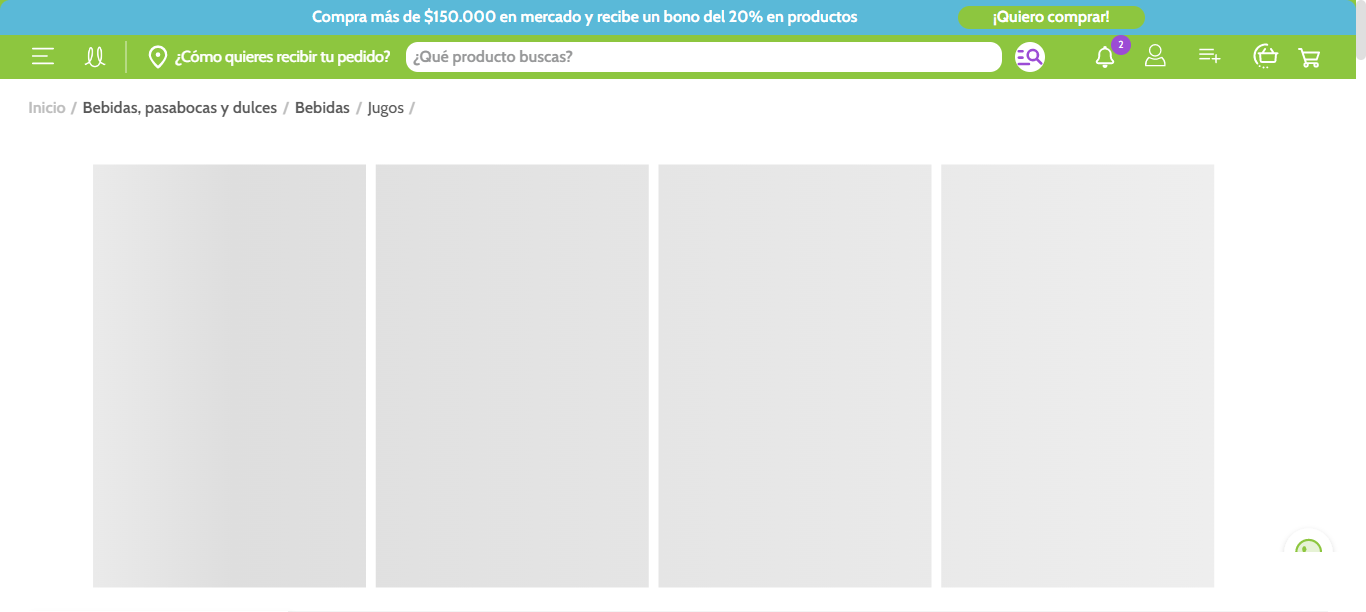 Compra más de $150.000 en mercado y recibe un bono del 20% en productos
¡Quiero comprar!
¿Cómo quieres recibir tu pedido?
¿Qué producto buscas?
2
Inicio / Bebidas, pasabocas y dulces / Bebidas / Jugos /